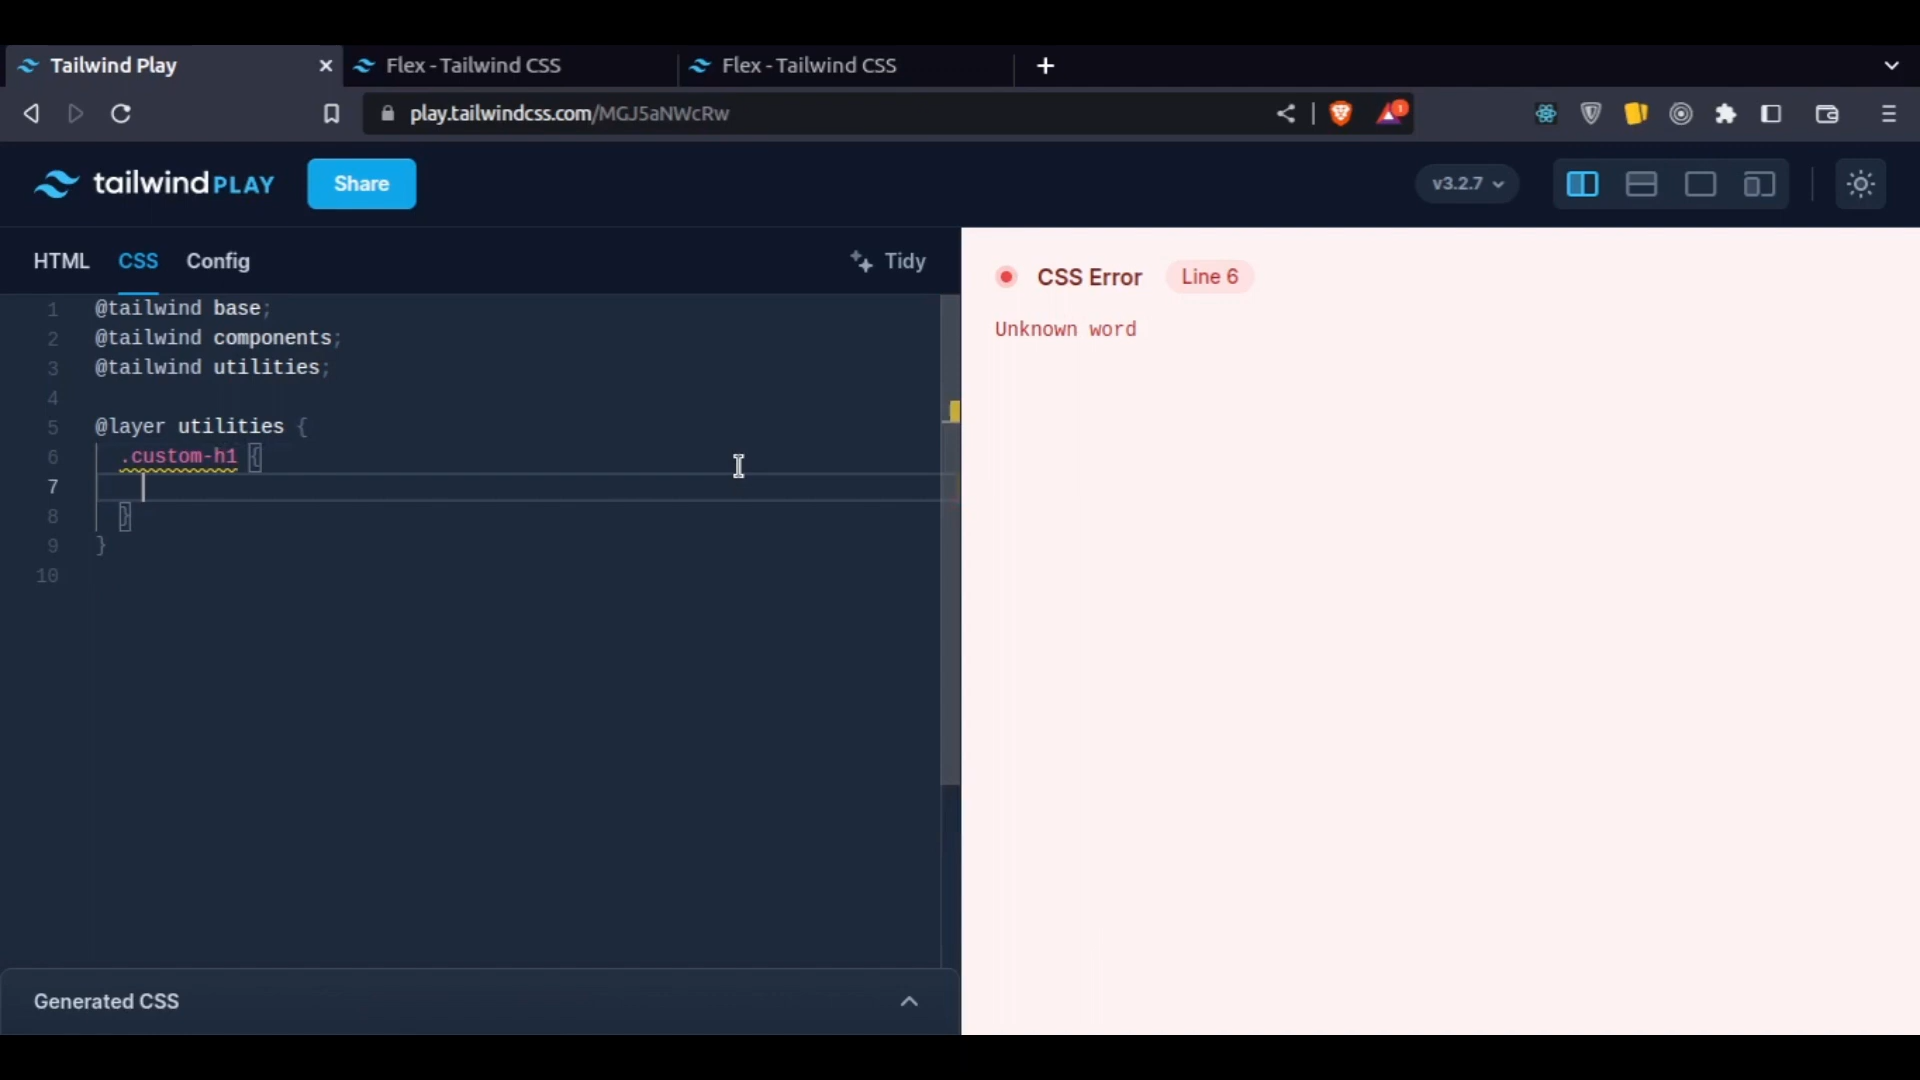 Tailwind Play
Flex - Tailwind CSS
Flex - Tailwind CSS
play.tailwindcss.com/MGJ5aNWcRw
1
tailwind PLAY
Share
v3.2.7
HTML CSS Config
Tidy
1 @tailwind base;
2 @tailwind components;
3 @tailwind utilities;
4
5 @layer utilities {
6 .custom-h1 {
7
8 }
9 }
10
Generated CSS
CSS Error Line 6
Unknown word